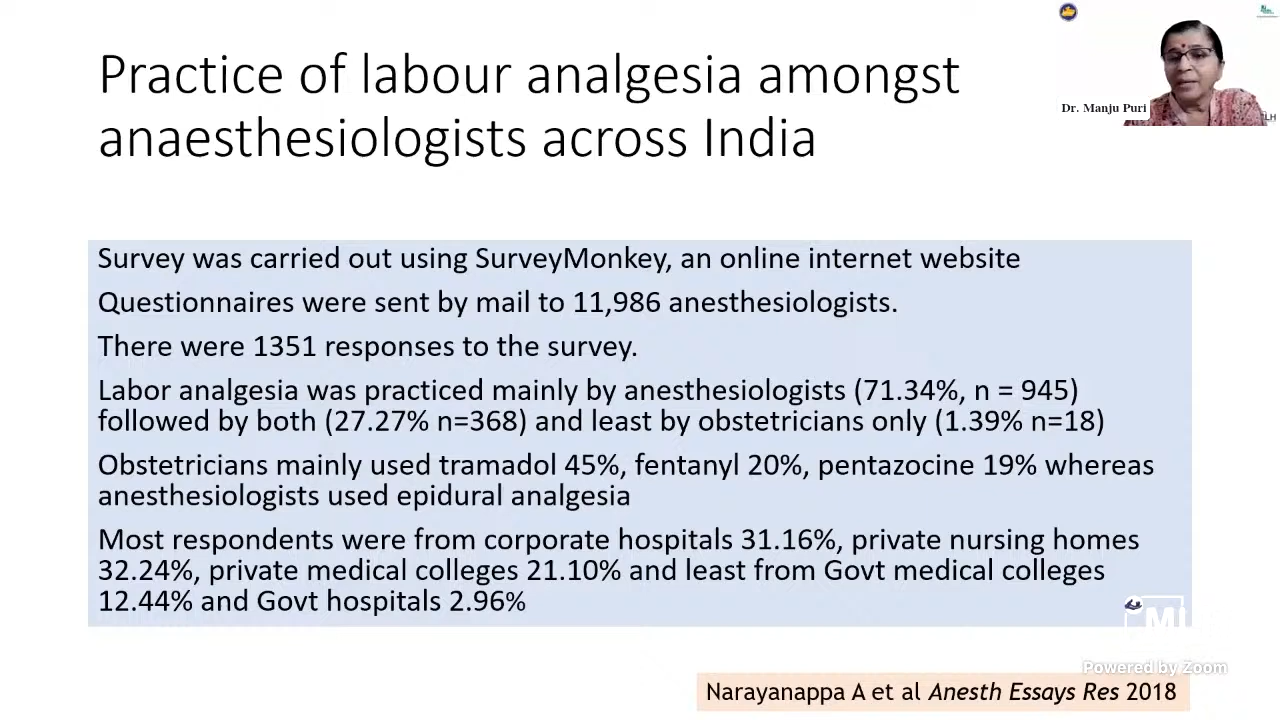 Practice of labour analgesia amongst
anaesthesiologists across India
Dr. Manju Puri
LH
Survey was carried out using SurveyMonkey, an online internet website
Questionnaires were sent by mail to 11,986 anesthesiologists.
There were 1351 responses to the survey.
Labor analgesia was practiced mainly by anesthesiologists (71.34%, n = 945)
followed by both (27.27% n=368) and least by obstetricians only (1.39% n=18)
Obstetricians mainly used tramadol 45%, fentanyl 20%, pentazocine 19% whereas
anesthesiologists used epidural analgesia
Most respondents were from corporate hospitals 31.16%, private nursing homes
32.24%, private medical colleges 21.10% and least from Govt medical colleges
12.44% and Govt hospitals 2.96%
Powered by Zoom
Narayanappa A et al Anesth Essays Res 2018